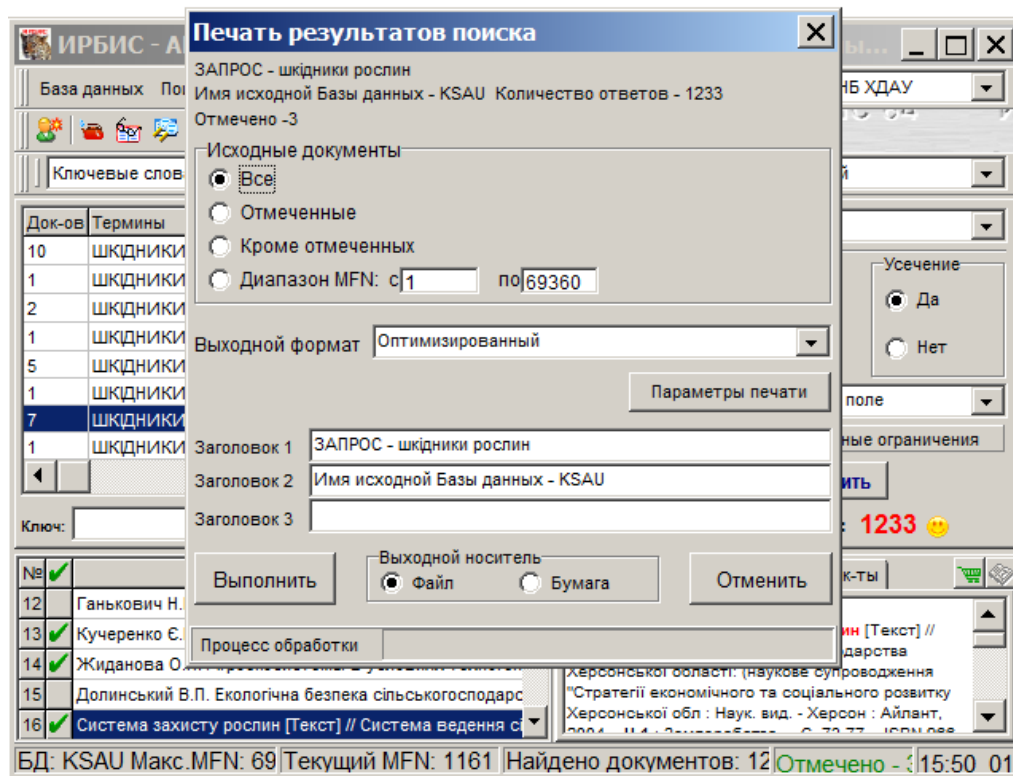 ИРБИС - А
Печать результатов поиска
ЗАПРОС - шкідники рослин
Имя исходной Базы данных - KSAU Количество ответов - 1233
Отмечено -3
База данных
НБ ХДАУ
Исходные документы
Все
Отмеченные
Кроме отмеченных
Диапазон MFN: с 1 по 69360
Ключевые слов
Док-ов Термины
10 ШКІДНИКИ
1 ШКІДНИКИ
2 ШКІДНИКИ
1 ШКІДНИКИ
5 ШКІДНИКИ
1 ШКІДНИКИ
7 ШКІДНИКИ
1 ШКІДНИКИ
Усечение
Да
Нет
поле
ные ограничения
ить
: 1233
Выходной формат Оптимизированный
Параметры печати
Заголовок 1 ЗАПРОС - шкідники рослин
Заголовок 2 Имя исходной Базы данных - KSAU
Заголовок 3
Ключ:
Выполнить
Выходной носитель
Файл Бумага
Отменить
Процесс обработки
№
12 Ганькович Н.
13 Кучеренко Є.
14 Жиданова О.
15 Долинський В.П. Екологічна безпека сільськогосподарс
16 Система захисту рослин [Текст] // Система ведення сі
к-ты
ин [Текст] //
дарства
Херсонської області: (наукове супроводження
"Стратегії економічного та соціального розвитку
Херсонської обл : Наук. вид. - Херсон : Айлант,
БД: KSAU Макс.MFN: 69 Текущий MFN: 1161 Найдено документов: 12 Отмечено - 3 15:50 01